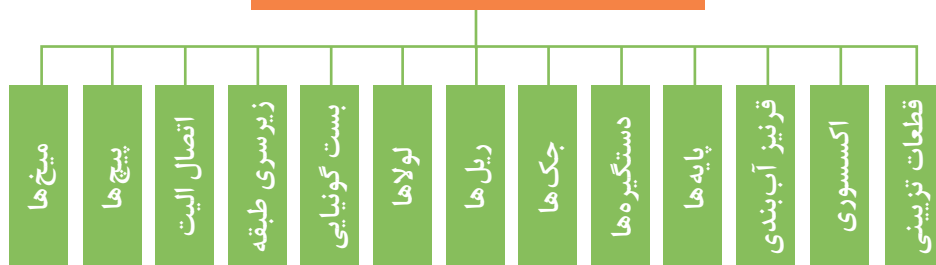 قطعات تزیینی
اکسسوری
قرنیز آب‌بندی
پایه‌ها
دستگیره‌ها
جک‌ها
ریل‌ها
لولاها
بست گونیایی
زیرسری طبقه
اتصال الیت
پیچ‌ها
میخ‌ها